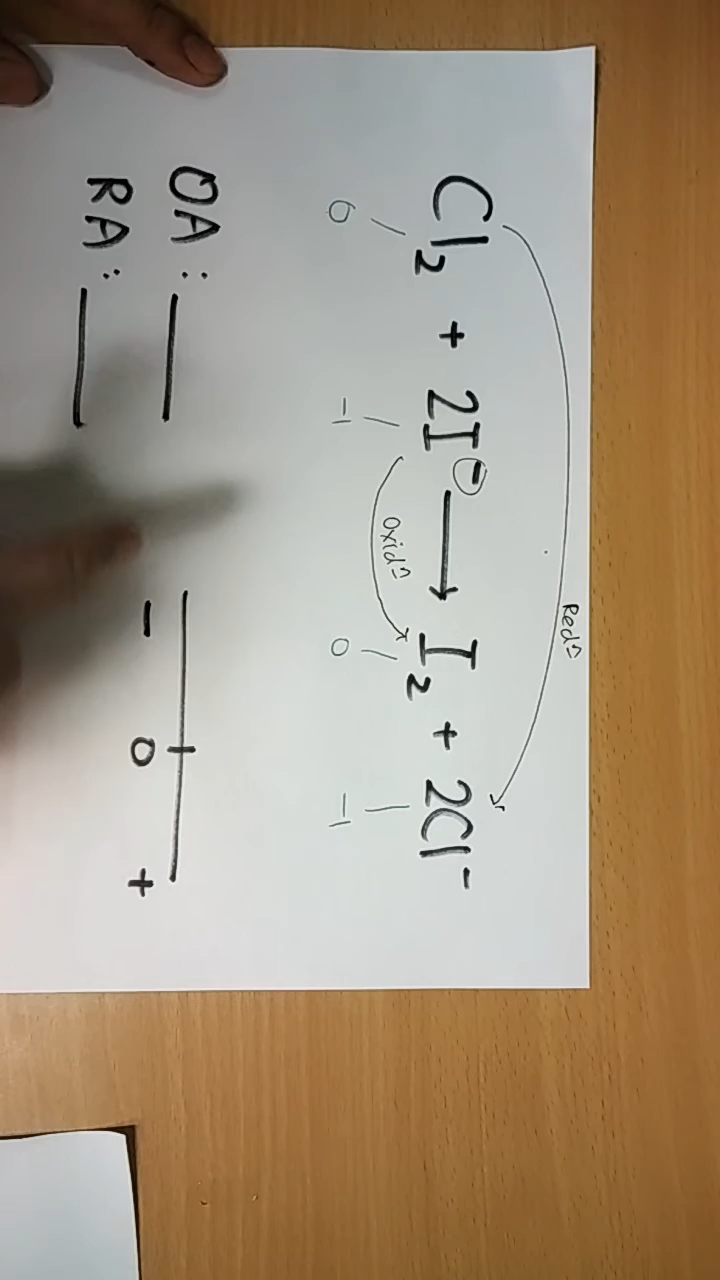 Redⁿ
Cl₂ + 2I⊖ → I₂ + 2Cl⁻
Oxidⁿ
0 -1 0 -1
OA: ___
RA: ___
- 0 +